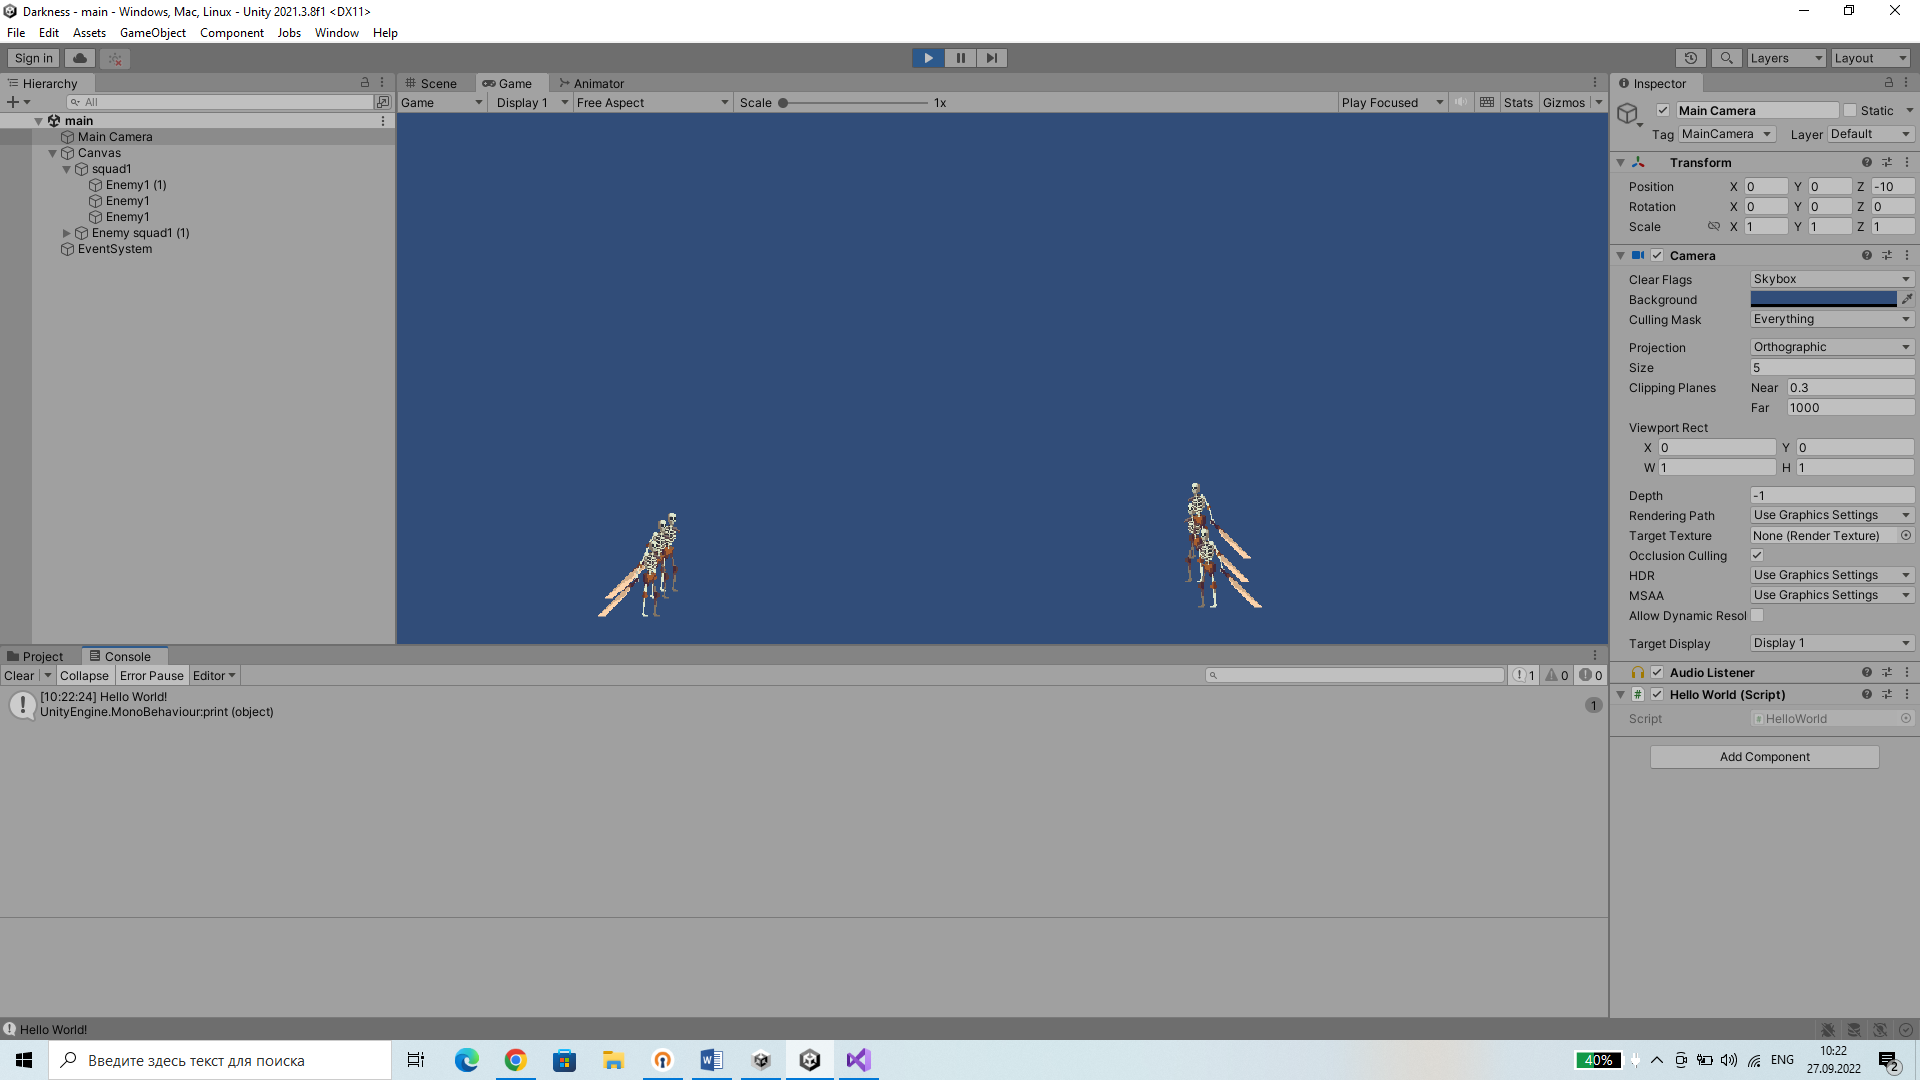 Darkness - main - Windows, Mac, Linux - Unity 2021.3.8f1 <DX11>
File Edit Assets GameObject Component Jobs Window Help
Sign in Layers Layout
Hierarchy
All
main
Main Camera
Canvas
squad1
Enemy1 (1)
Enemy1
Enemy1
Enemy squad1 (1)
EventSystem
Scene Game Animator
Game Display 1 Free Aspect Scale 1x Play Focused Stats Gizmos
Inspector
Main Camera Static
Tag MainCamera Layer Default
Transform
Position X 0 Y 0 Z -10
Rotation X 0 Y 0 Z 0
Scale X 1 Y 1 Z 1
Camera
Clear Flags Skybox
Background
Culling Mask Everything
Projection Orthographic
Size 5
Clipping Planes Near 0.3
Far 1000
Viewport Rect
X 0 Y 0
W 1 H 1
Depth -1
Rendering Path Use Graphics Settings
Target Texture None (Render Texture)
Occlusion Culling
HDR Use Graphics Settings
MSAA Use Graphics Settings
Allow Dynamic Resol
Target Display Display 1
Audio Listener
Hello World (Script)
Script HelloWorld
Add Component
Project Console
Clear Collapse Error Pause Editor 1 0 0
[10:22:24] Hello World!
UnityEngine.MonoBehaviour:print (object)
1
Hello World!
Введите здесь текст для поиска
40% ENG 10:22
27.09.2022
2